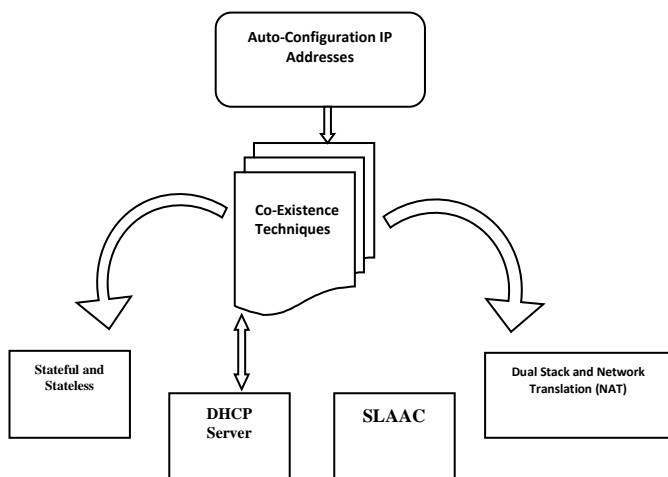 Auto-Configuration IP
Addresses
Co-Existence
Techniques
Stateful and
Stateless
DHCP
Server
SLAAC
Dual Stack and Network
Translation (NAT)